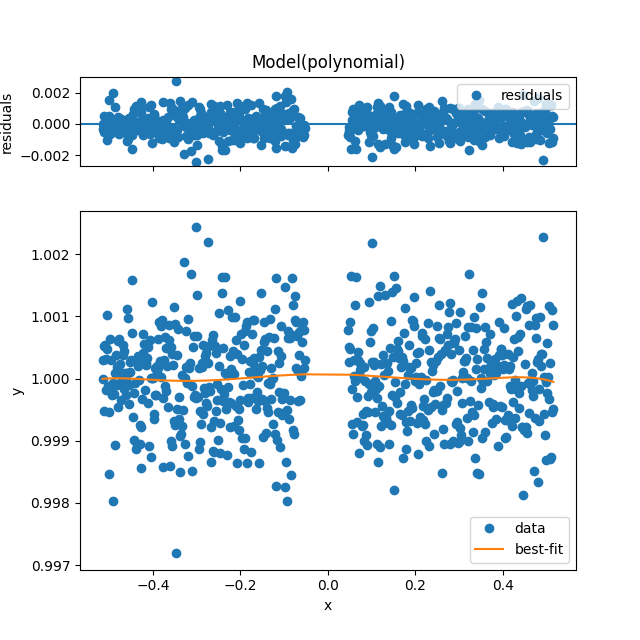 Model(polynomial)
residuals
0.002
0.000
−0.002
residuals
y
1.002
1.001
1.000
0.999
0.998
0.997
data
best-fit
−0.4
−0.2
0.0
0.2
0.4
x